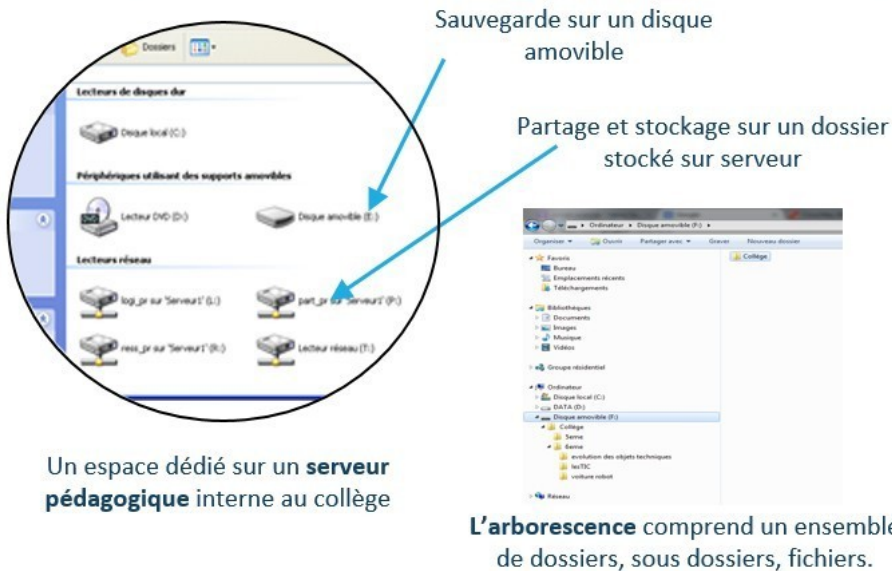 Sauvegarde sur un disque
amovible
Partage et stockage sur un dossier
stocké sur serveur
Dossiers
Lecteurs de disques dur
Disque local (C:)
Périphériques utilisant des supports amovibles
Lecteur DVD (D:)
Disque amovible (E:)
Lecteurs réseau
logi_pr sur 'Serveur1' (L:)
part_pr sur 'Serveur1' (P:)
ress_pr sur 'Serveur1' (R:)
Lecteur réseau (T:)
Un espace dédié sur un serveur
pédagogique interne au collège
Ordinateur Disque amovible (F:)
Organiser Ouvrir Partager avec Graver Nouveau dossier
Favoris
Bureau
Emplacements récents
Téléchargements
Bibliothèques
Documents
Images
Musique
Vidéos
Groupe résidentiel
Ordinateur
Disque local (C:)
DATA (D:)
Disque amovible (F:)
Collège
5eme
6eme
evolution des objets techniques
lesTIC
voiture robot
Réseau
Collège
L'arborescence comprend un ensemble
de dossiers, sous dossiers, fichiers.